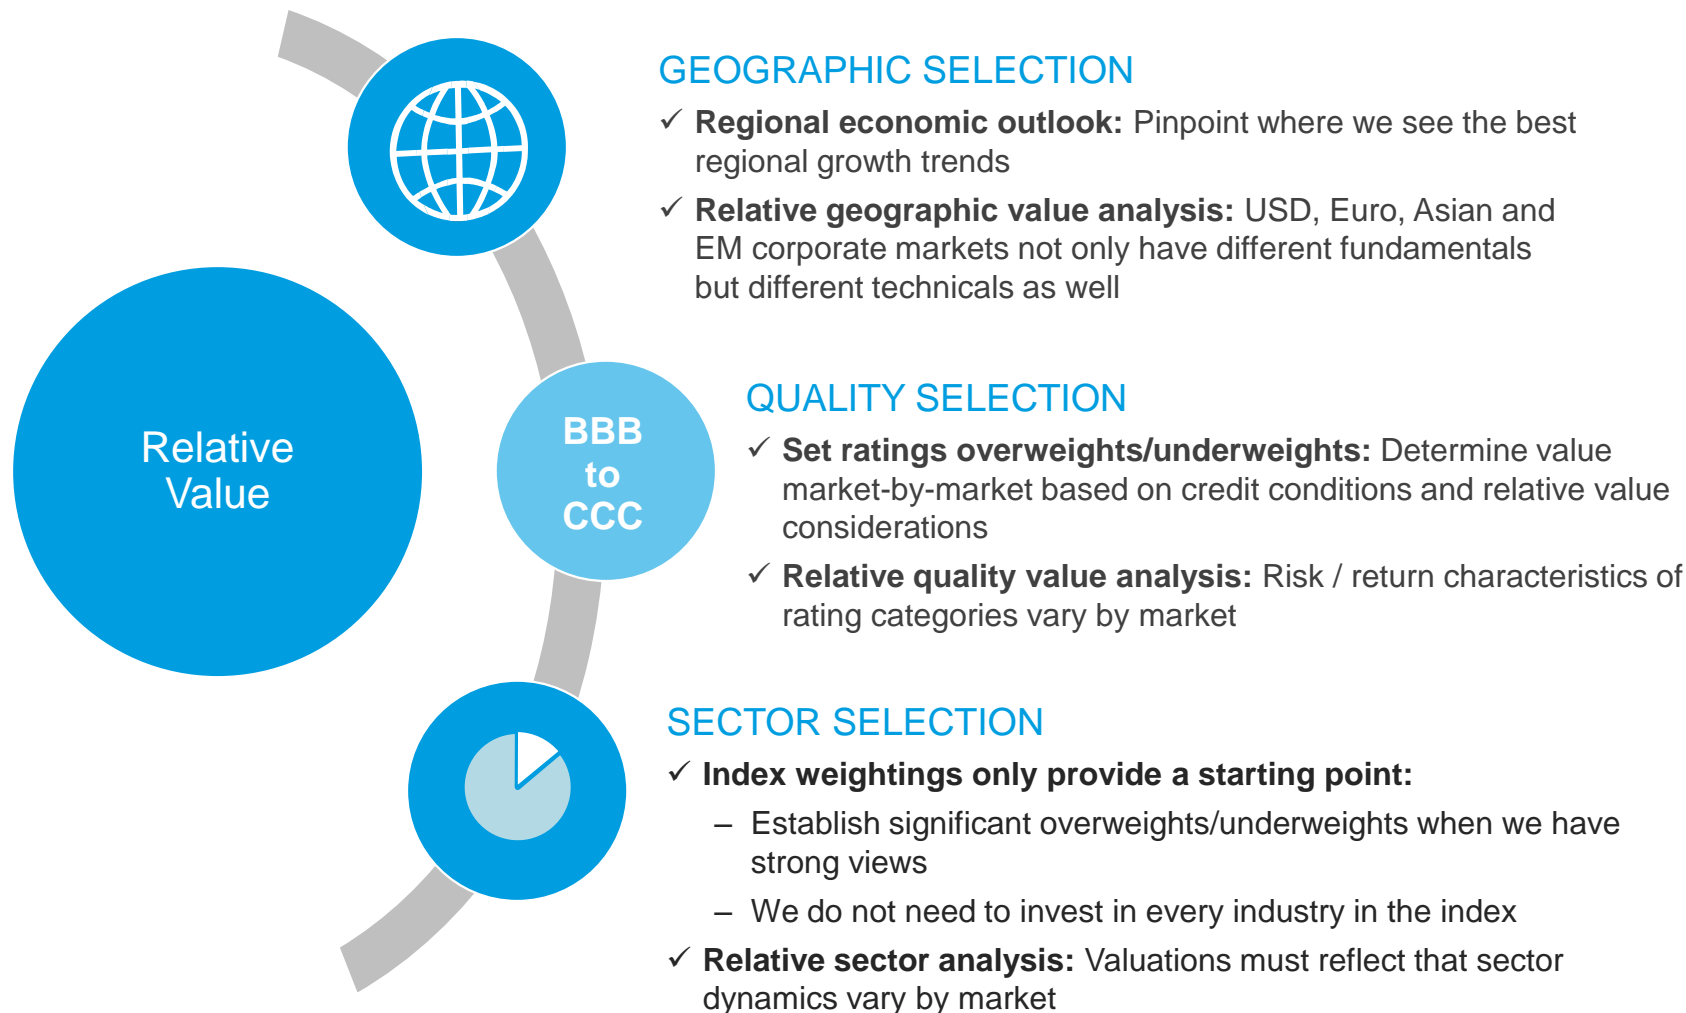 GEOGRAPHIC SELECTION
✓ Regional economic outlook: Pinpoint where we see the best
regional growth trends
✓ Relative geographic value analysis: USD, Euro, Asian and
EM corporate markets not only have different fundamentals
but different technicals as well
Relative
Value
BBB
to
CCC
QUALITY SELECTION
✓ Set ratings overweights/underweights: Determine value
market-by-market based on credit conditions and relative value
considerations
✓ Relative quality value analysis: Risk / return characteristics of
rating categories vary by market
SECTOR SELECTION
✓ Index weightings only provide a starting point:
– Establish significant overweights/underweights when we have
strong views
– We do not need to invest in every industry in the index
✓ Relative sector analysis: Valuations must reflect that sector
dynamics vary by market